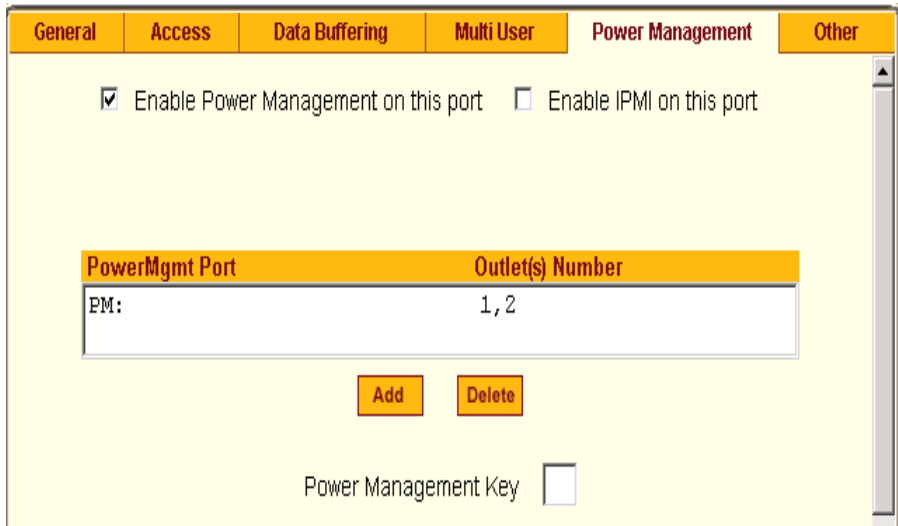 General Access Data Buffering Multi User Power Management Other
Enable Power Management on this port Enable IPMI on this port
PowerMgmt Port Outlet(s) Number
PM: 1,2
Add Delete
Power Management Key